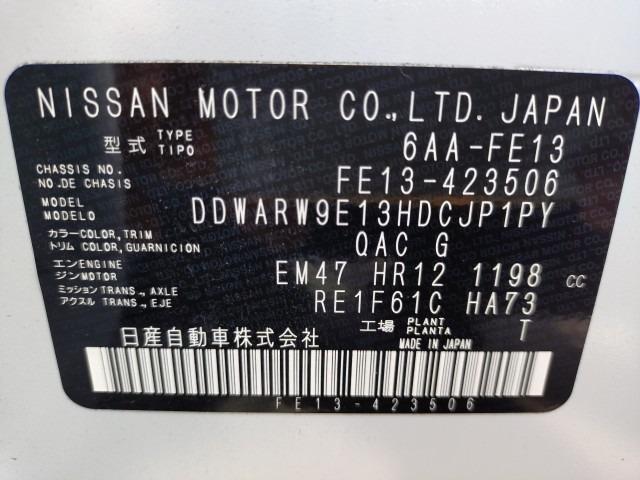 NISSAN MOTOR CO.,LTD. JAPAN
型式 TYPE TIPO 6AA-FE13
CHASSIS NO.
NO.DE CHASIS FE13-423506
MODEL
MODELO DDWARW9E13HDCJP1PY
カラーCOLOR,TRIM
トリム COLOR,GUARNICION QAC G
エンENGINE
ジンMOTOR EM47 HR12 1198 CC
ミッション TRANS., AXLE
アクスル TRANS., EJE RE1F61C HA73
日産自動車株式会社 工場 PLANT PLANTA T
MADE IN JAPAN
FE13-423506